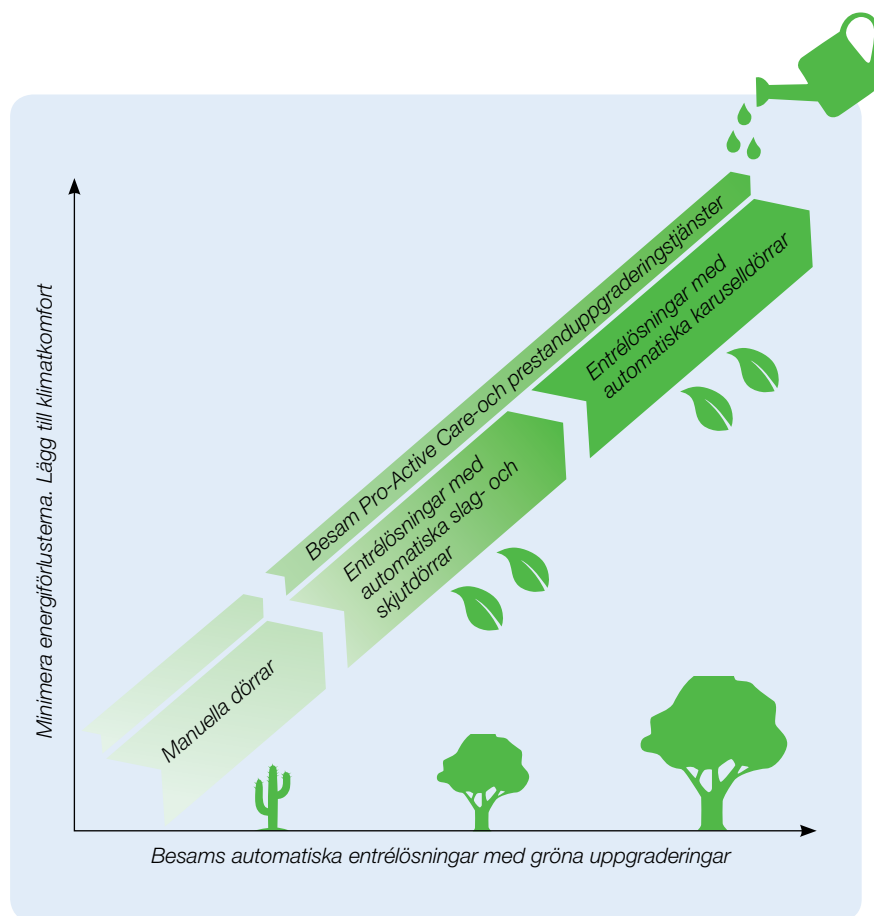 Minimera energiförlusterna. Lägg till klimatkomfort
Besam Pro-Active Care-och prestanduppgraderingstjänster
Entrélösningar med
automatiska karuselldörrar
Entrélösningar med
automatiska slag- och
skjutdörrar
Manuella dörrar
Besams automatiska entrélösningar med gröna uppgraderingar